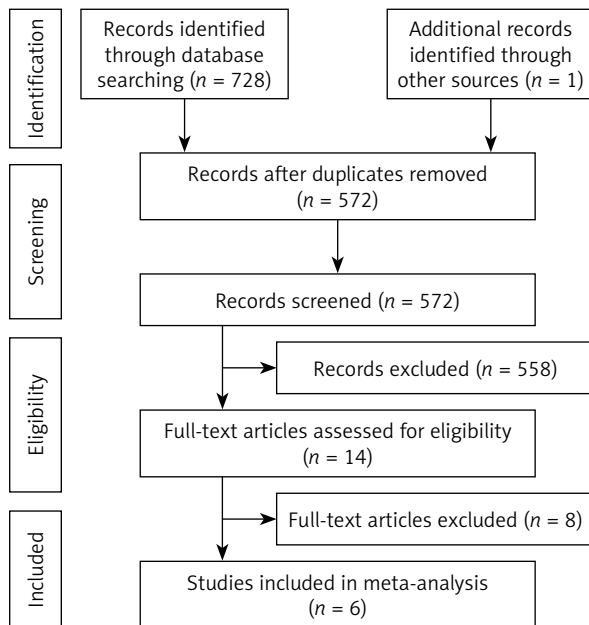 Identification
Records identified
through database
searching (n = 728)
Additional records
identified through
other sources (n = 1)
Screening
Records after duplicates removed
(n = 572)
Records screened (n = 572)
Records excluded (n = 558)
Eligibility
Full-text articles assessed for eligibility
(n = 14)
Full-text articles excluded (n = 8)
Included
Studies included in meta-analysis
(n = 6)